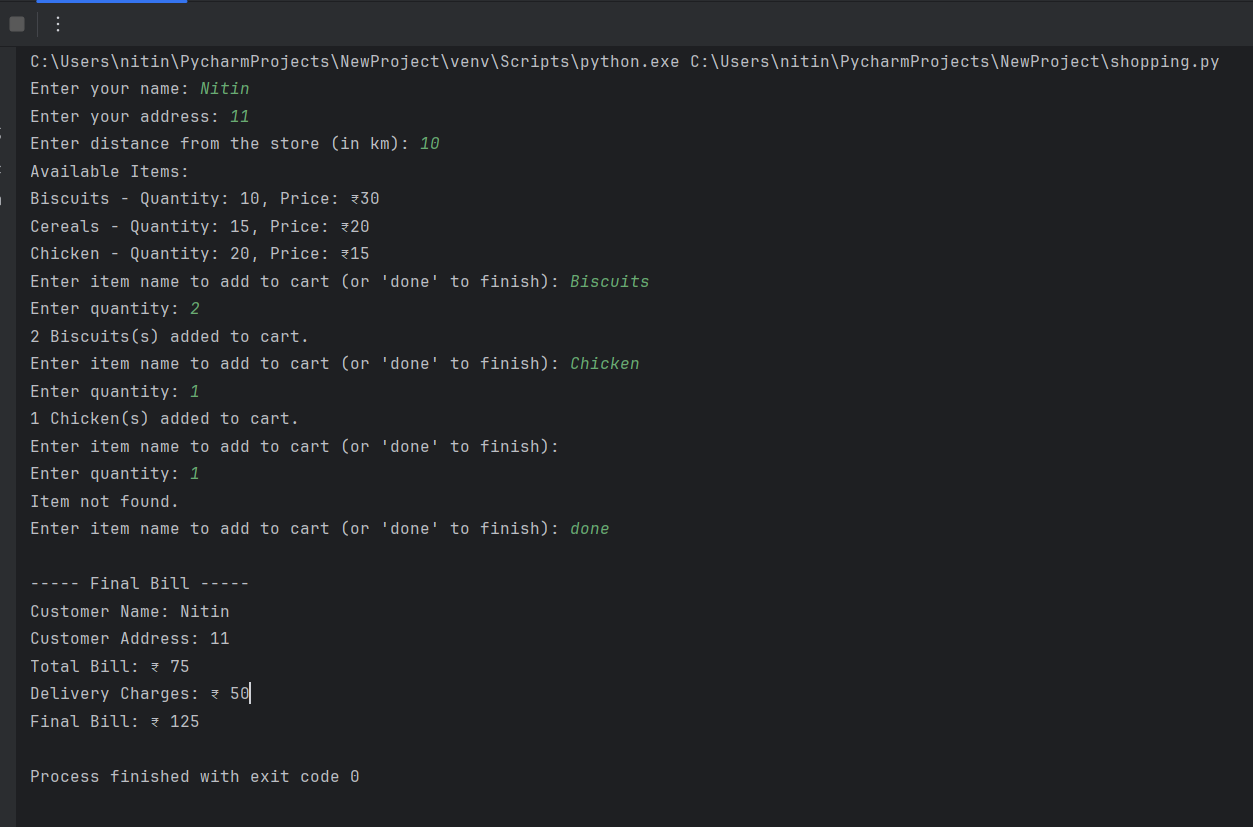 C:\Users\nitin\PycharmProjects\NewProject\venv\Scripts\python.exe C:\Users\nitin\PycharmProjects\NewProject\shopping.py
Enter your name: Nitin
Enter your address: 11
Enter distance from the store (in km): 10
Available Items:
Biscuits - Quantity: 10, Price: ₹30
Cereals - Quantity: 15, Price: ₹20
Chicken - Quantity: 20, Price: ₹15
Enter item name to add to cart (or 'done' to finish): Biscuits
Enter quantity: 2
2 Biscuits(s) added to cart.
Enter item name to add to cart (or 'done' to finish): Chicken
Enter quantity: 1
1 Chicken(s) added to cart.
Enter item name to add to cart (or 'done' to finish):
Enter quantity: 1
Item not found.
Enter item name to add to cart (or 'done' to finish): done
----- Final Bill -----
Customer Name: Nitin
Customer Address: 11
Total Bill: ₹ 75
Delivery Charges: ₹ 50
Final Bill: ₹ 125
Process finished with exit code 0